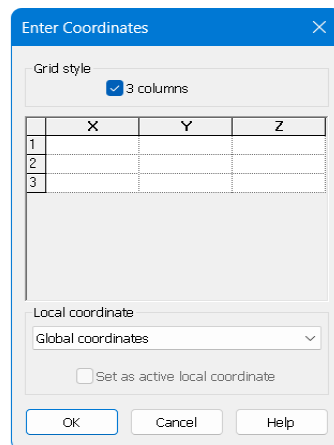 Enter Coordinates
Grid style
3 columns
X Y Z
1
2
3
Local coordinate
Global coordinates
Set as active local coordinate
OK Cancel Help